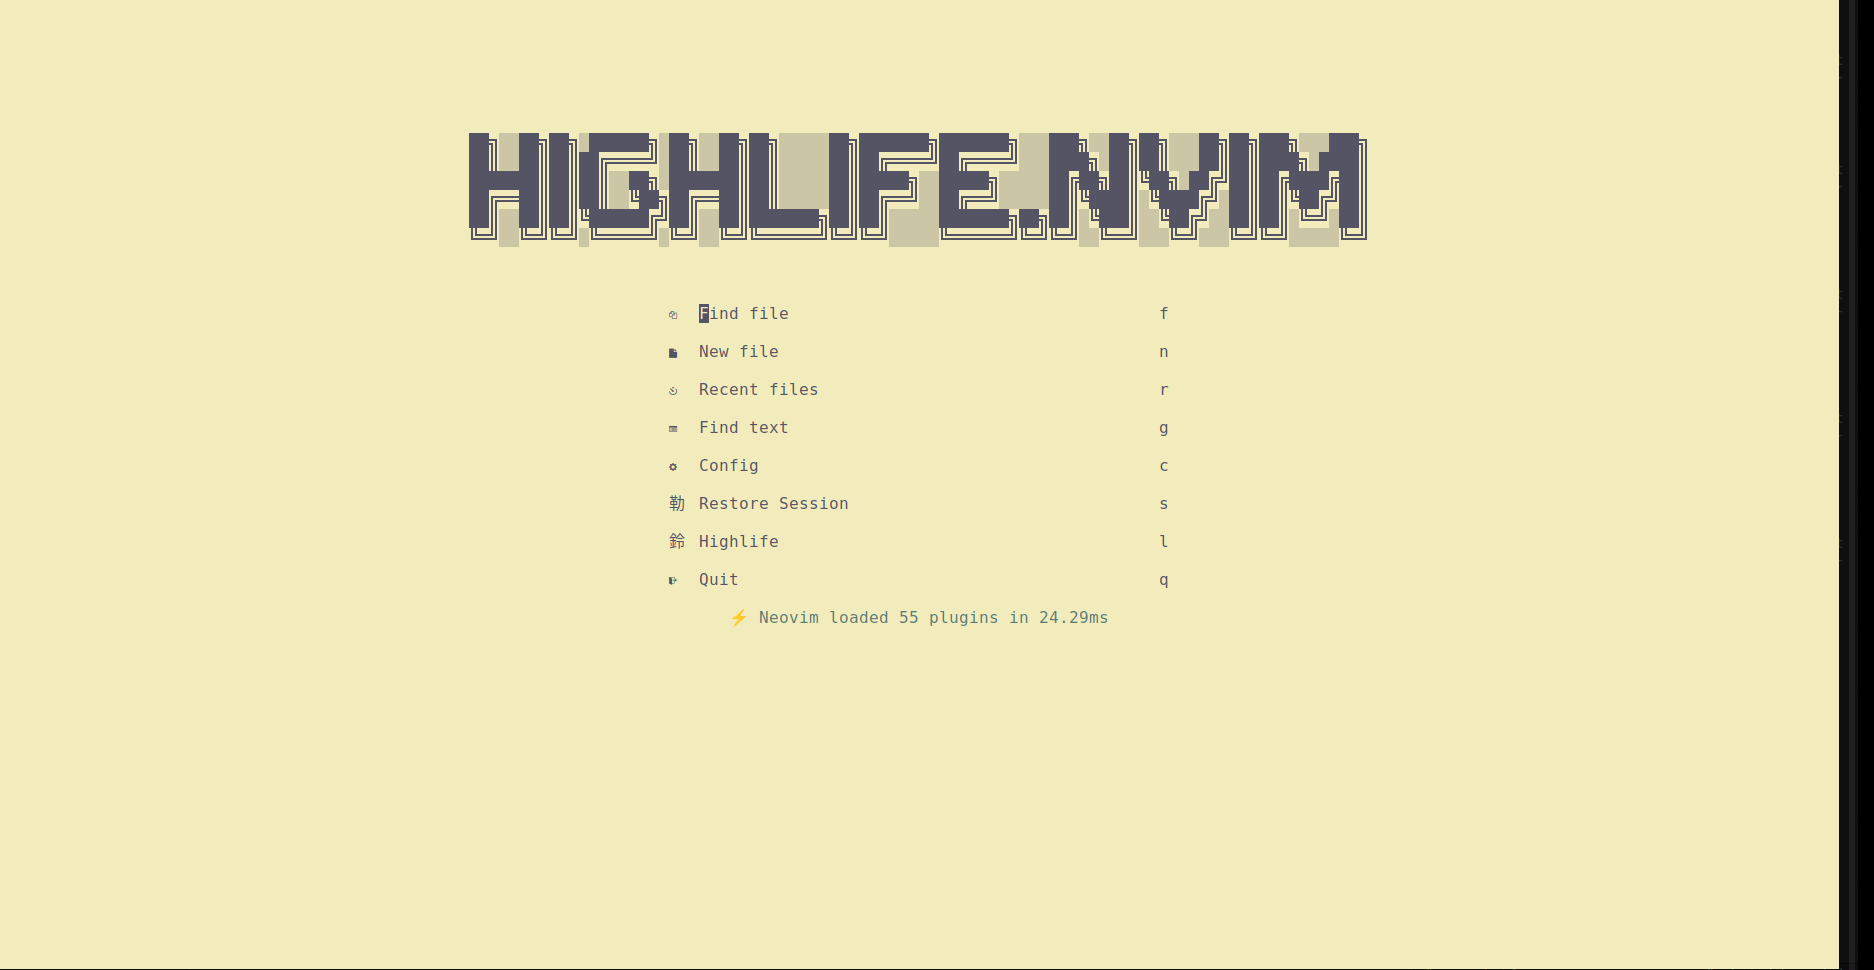 HIGHLIFE.NVIM
Find file f
New file n
Recent files r
Find text g
Config c
勒 Restore Session s
鈴 Highlife l
Quit q
⚡ Neovim loaded 55 plugins in 24.29ms